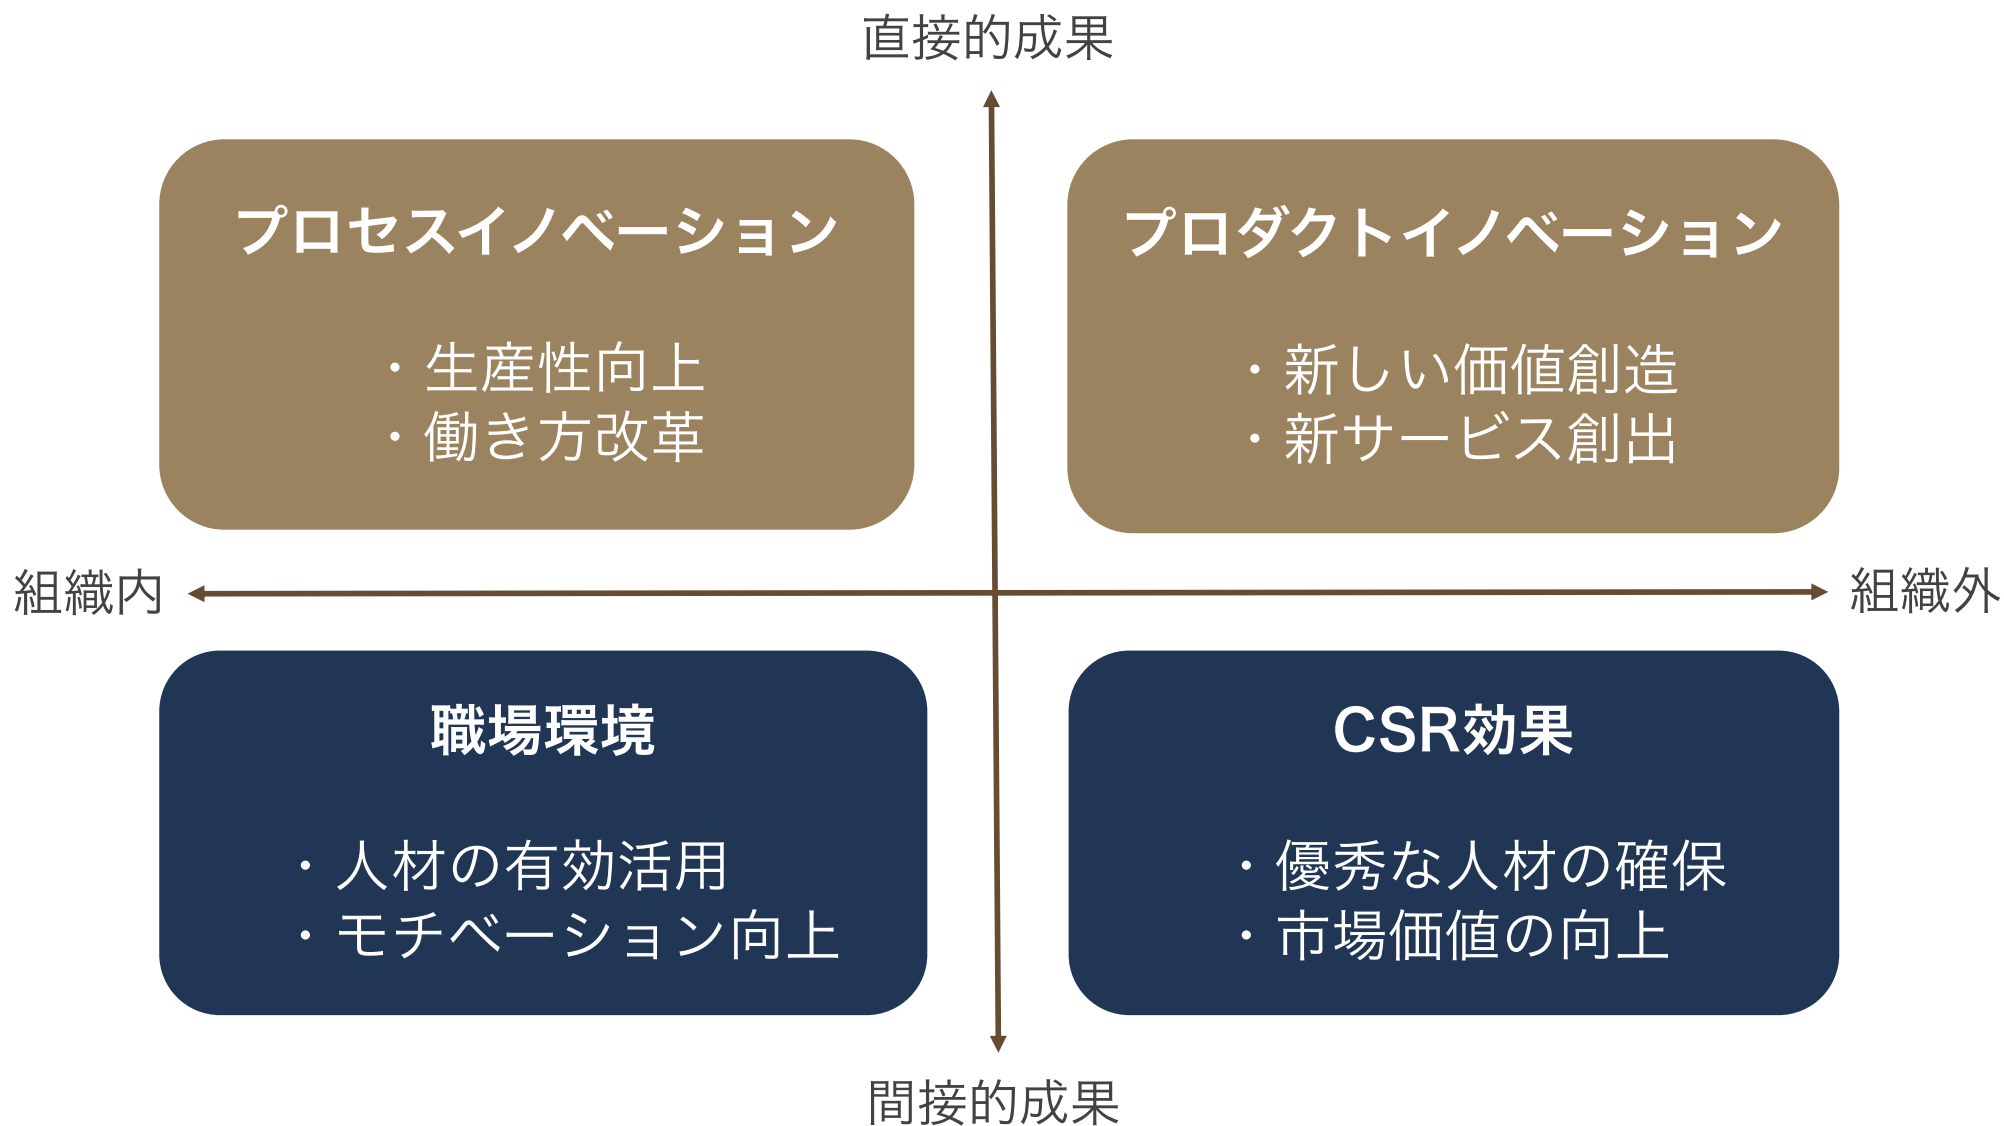 直接的成果
プロセスイノベーション
・生産性向上
・働き方改革
プロダクトイノベーション
・新しい価値創造
・新サービス創出
組織内
組織外
職場環境
・人材の有効活用
・モチベーション向上
CSR効果
・優秀な人材の確保
・市場価値の向上
間接的成果